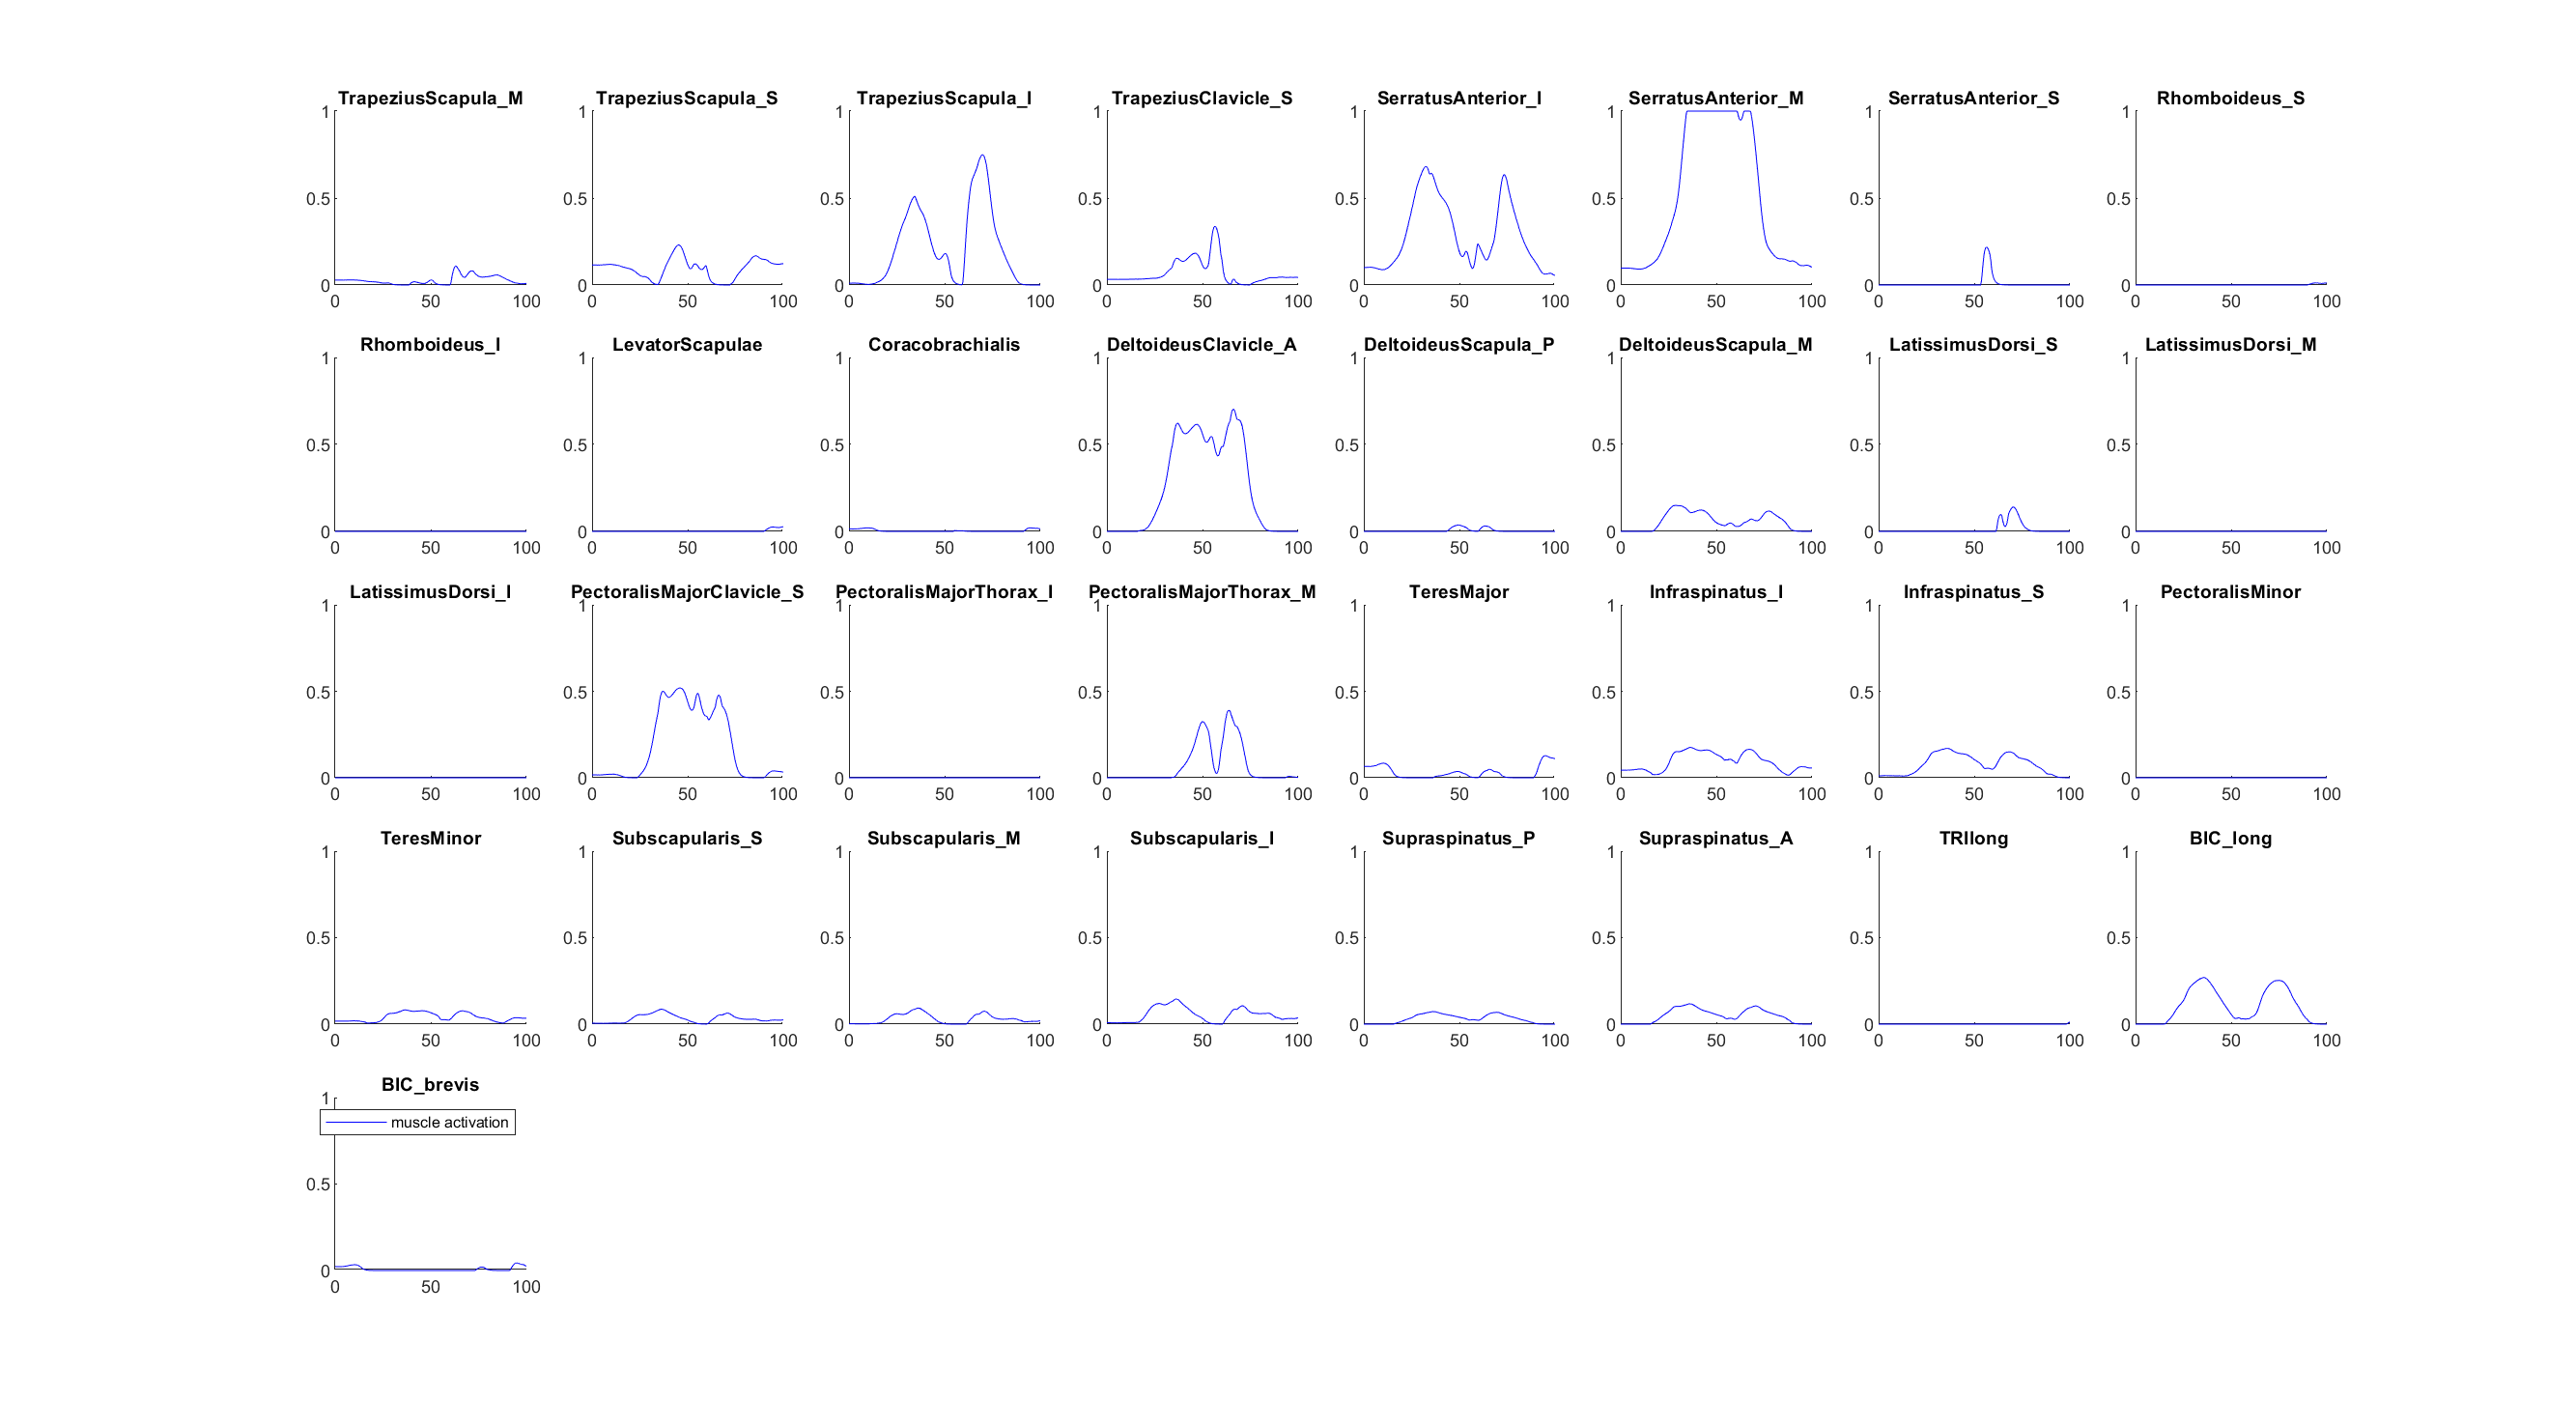 TrapeziusScapula_M TrapeziusScapula_S TrapeziusScapula_I TrapeziusClavicle_S SerratusAnterior_I SerratusAnterior_M SerratusAnterior_S Rhomboideus_S
1 1 1 1 1 1 1 1
0.5 0.5 0.5 0.5 0.5 0.5 0.5 0.5
0 0 0 0 0 0 0 0
0 50 100 0 50 100 0 50 100 0 50 100 0 50 100 0 50 100 0 50 100 0 50 100
Rhomboideus_I LevatorScapulae Coracobrachialis DeltoideusClavicle_A DeltoideusScapula_P DeltoideusScapula_M LatissimusDorsi_S LatissimusDorsi_M
1 1 1 1 1 1 1 1
0.5 0.5 0.5 0.5 0.5 0.5 0.5 0.5
0 0 0 0 0 0 0 0
0 50 100 0 50 100 0 50 100 0 50 100 0 50 100 0 50 100 0 50 100 0 50 100
LatissimusDorsi_I PectoralisMajorClavicle_S PectoralisMajorThorax_I PectoralisMajorThorax_M TeresMajor Infraspinatus_I Infraspinatus_S PectoralisMinor
1 1 1 1 1 1 1 1
0.5 0.5 0.5 0.5 0.5 0.5 0.5 0.5
0 0 0 0 0 0 0 0
0 50 100 0 50 100 0 50 100 0 50 100 0 50 100 0 50 100 0 50 100 0 50 100
TeresMinor Subscapularis_S Subscapularis_M Subscapularis_I Supraspinatus_P Supraspinatus_A TRIlong BIC_long
1 1 1 1 1 1 1 1
0.5 0.5 0.5 0.5 0.5 0.5 0.5 0.5
0 0 0 0 0 0 0 0
0 50 100 0 50 100 0 50 100 0 50 100 0 50 100 0 50 100 0 50 100 0 50 100
BIC_brevis
1
muscle activation
0.5
0
0 50 100